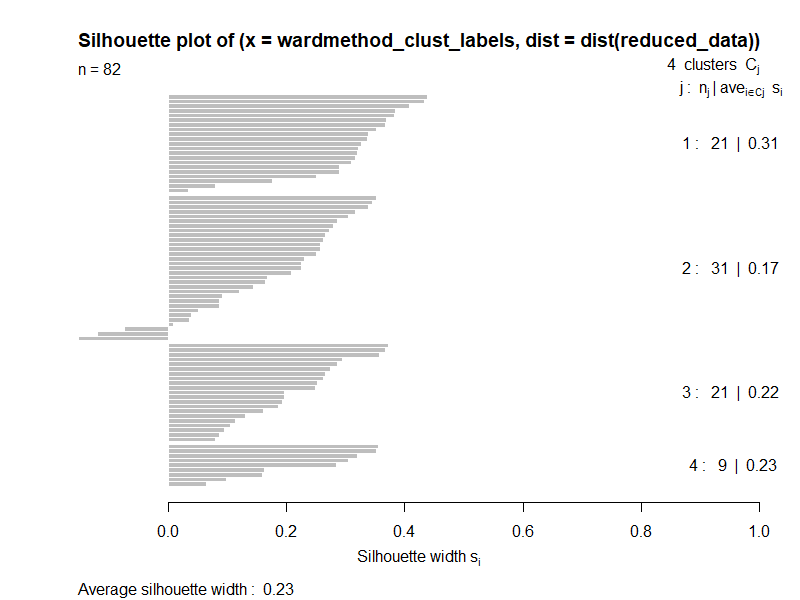 Silhouette plot of (x = wardmethod_clust_labels, dist = dist(reduced_data))
n = 82
4 clusters Cj
j : nj | avei∈Cj si
1 : 21 | 0.31
2 : 31 | 0.17
3 : 21 | 0.22
4 : 9 | 0.23
0.0 0.2 0.4 0.6 0.8 1.0
Silhouette width si
Average silhouette width : 0.23